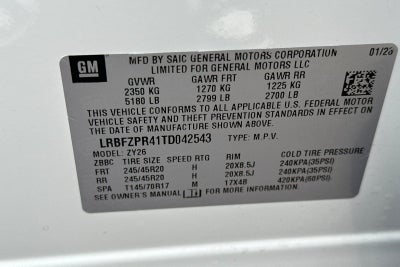 GM
MFD BY SAIC GENERAL MOTORS CORPORATION 01/26
LIMITED FOR GENERAL MOTORS LLC
GVWR GAWR FRT GAWR RR
2350 KG 1270 KG 1225 KG
5180 LB 2799 LB 2700 LB
THIS VEHICLE CONFORMS TO ALL APPLICABLE U.S. FEDERAL MOTOR
VEHICLE SAFETY, BUMPER, AND THEFT PREVENTION STANDARDS IN
EFFECT ON THE DATE OF MANUFACTURE SHOWN ABOVE.
LRBFZPR41TD042543 TYPE: M.P.V.
MODEL: ZY26
ZBBC TIRE SIZE SPEED RTG RIM COLD TIRE PRESSURE
FRT 245/45R20 H 20X8.5J 240KPA(35PSI)
RR 245/45R20 H 20X8.5J 240KPA(35PSI)
SPA T145/70R17 M 17X4B 420KPA(60PSI)
SEE OWNER'S MANUAL FOR MORE INFORMATION.